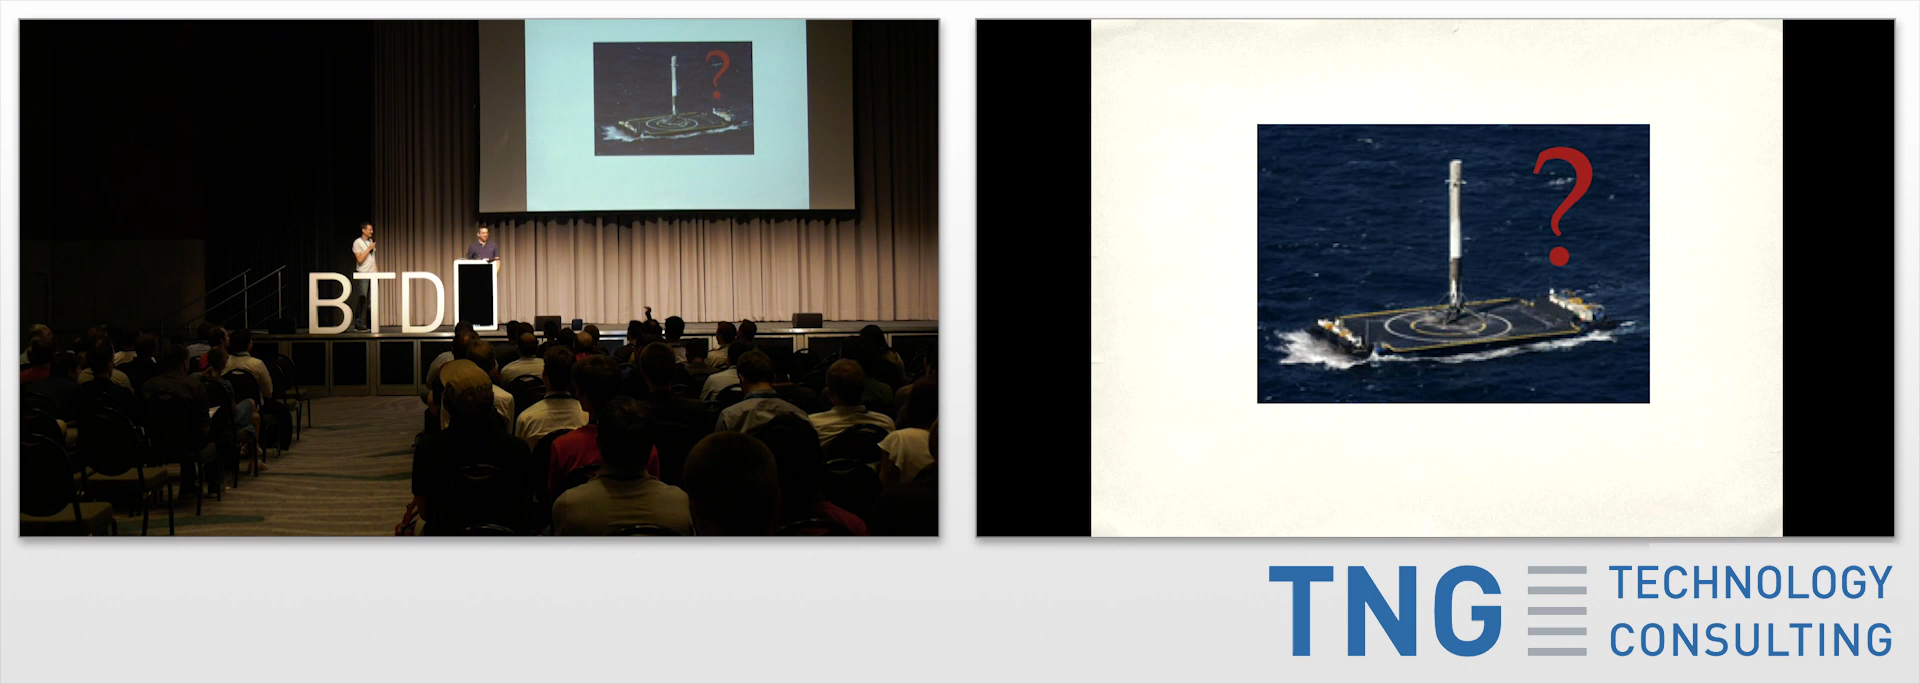 ?
BTD
?
TNG
TECHNOLOGY
CONSULTING